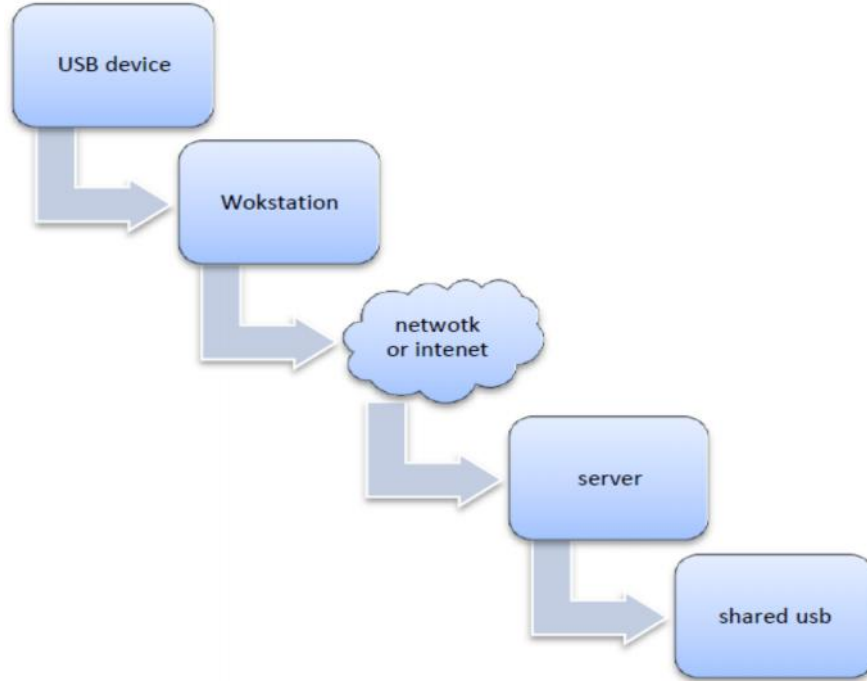 USB device
Wokstation
netwotk
or intenet
server
shared usb